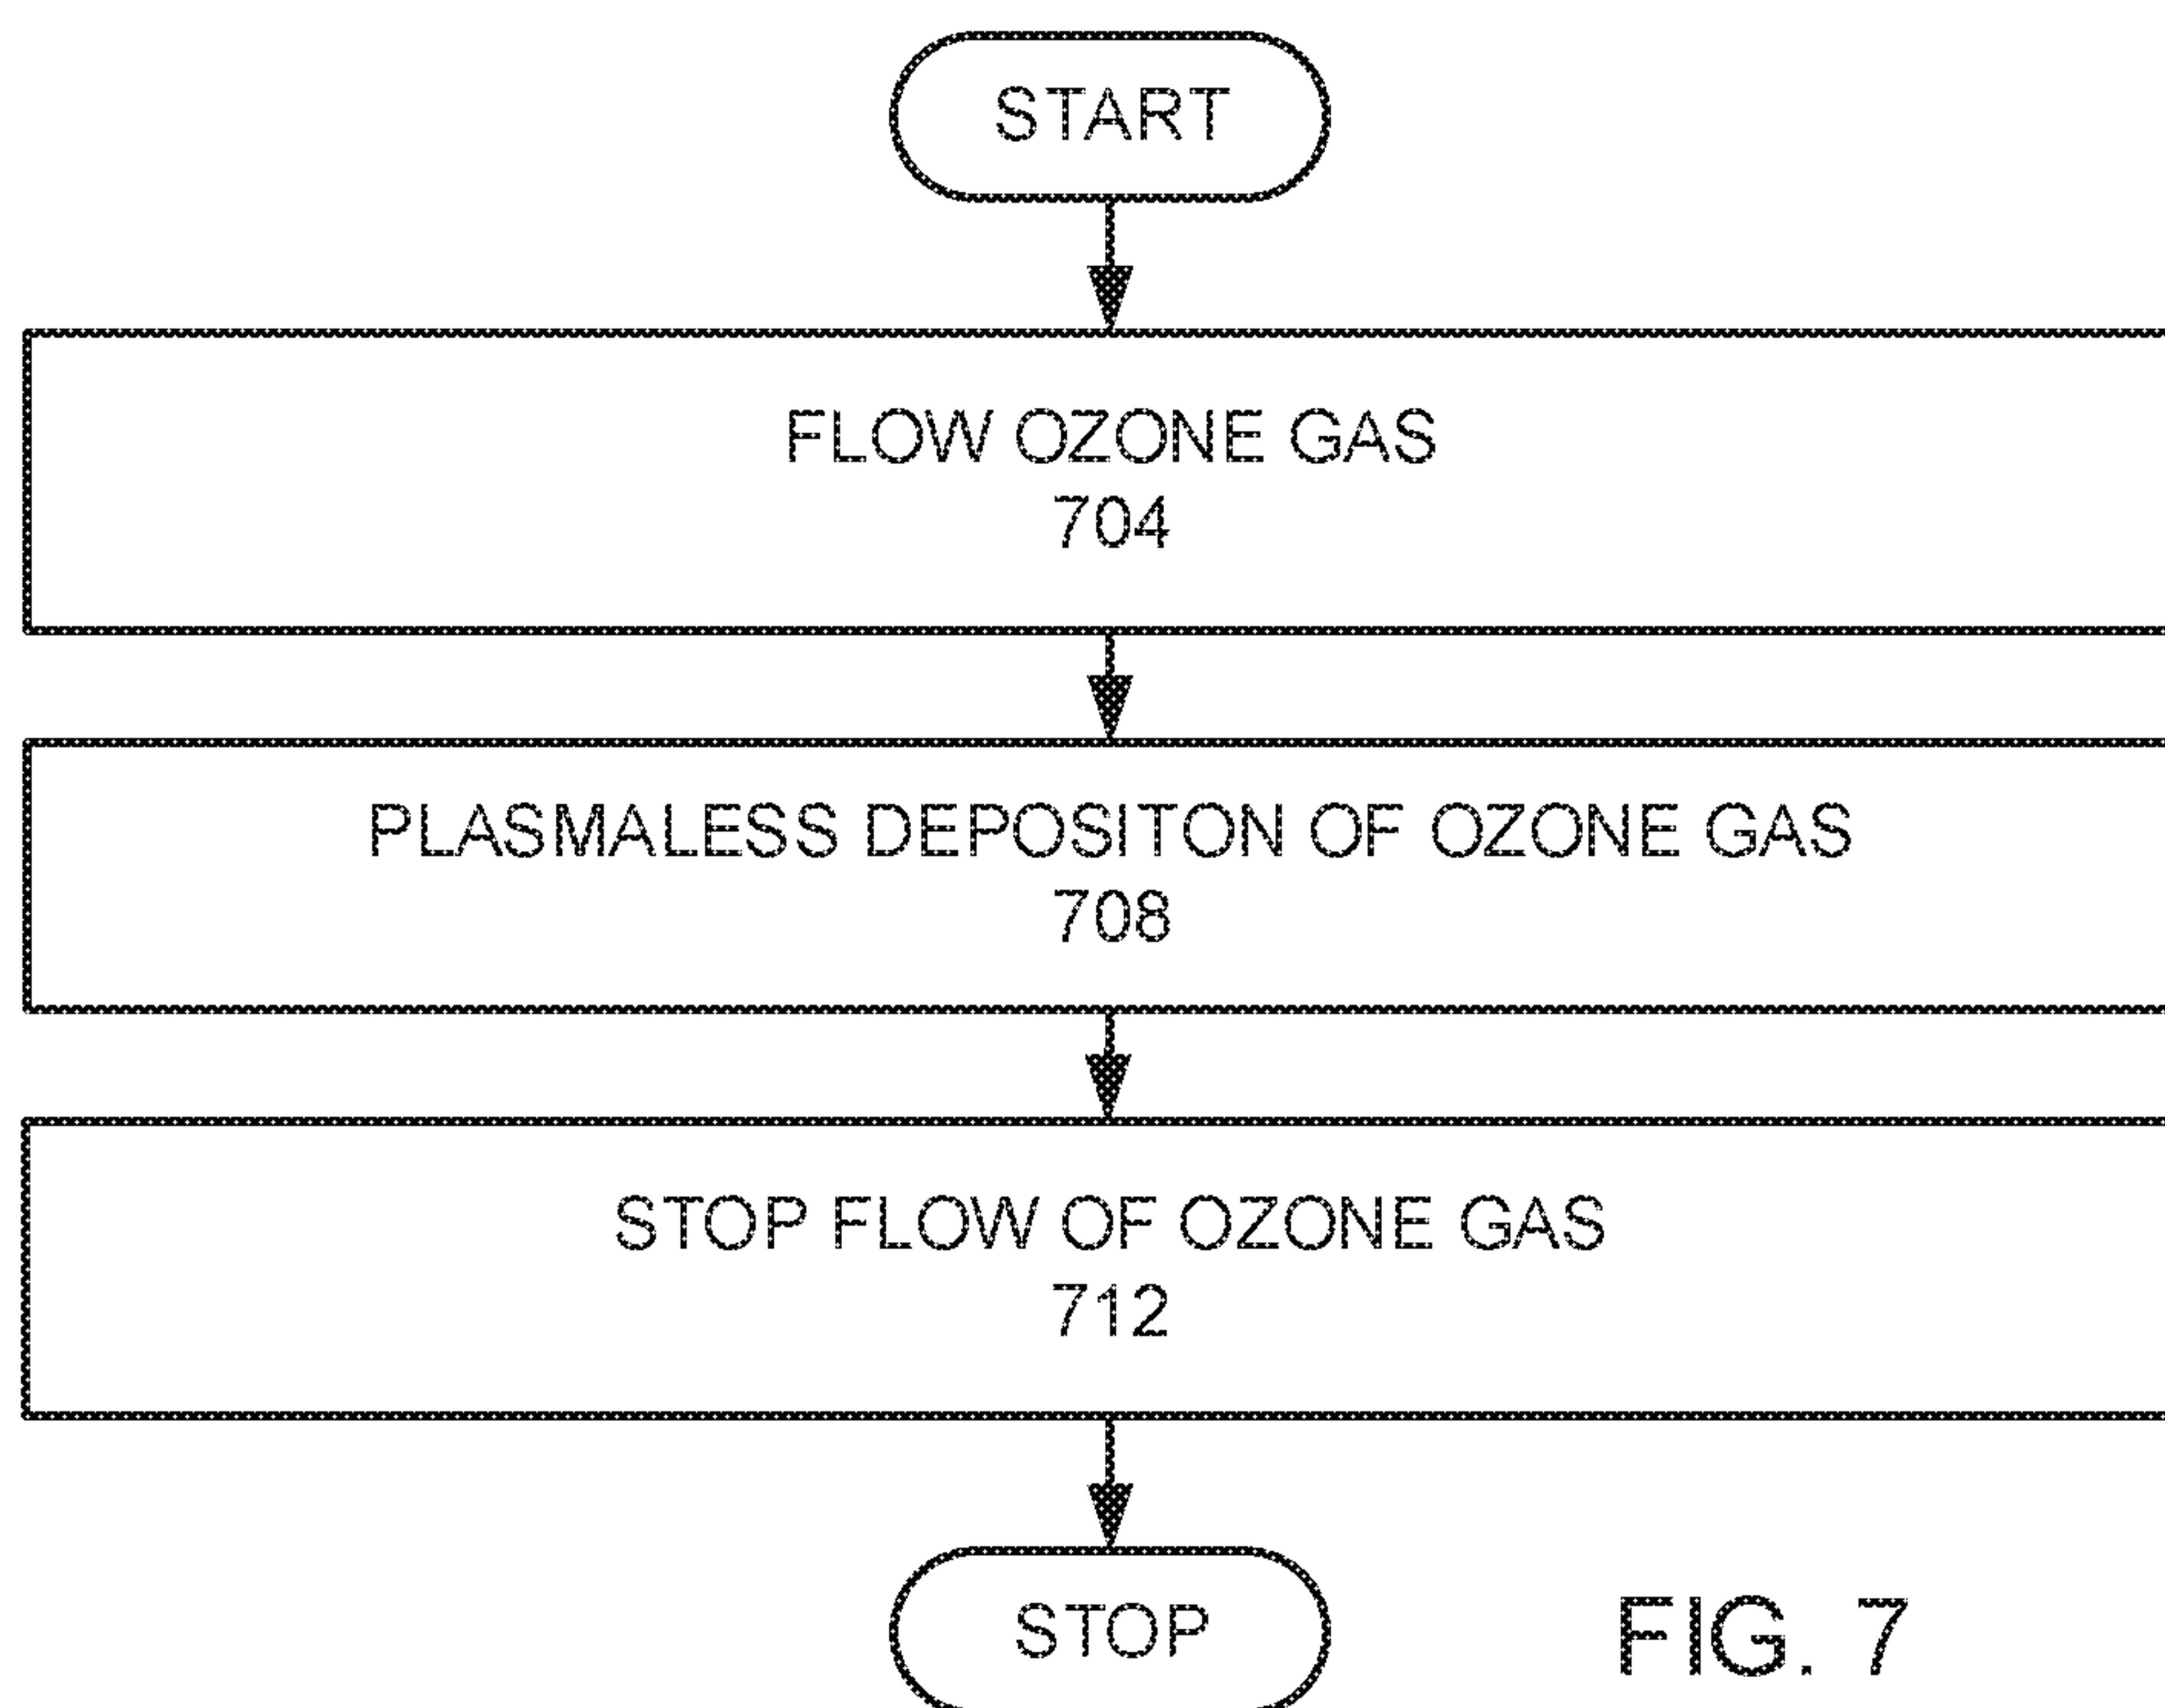 START
FLOW OZONE GAS
704
PLASMALESS DEPOSITON OF OZONE GAS
708
STOP FLOW OF OZONE GAS
712
STOP
FIG. 7